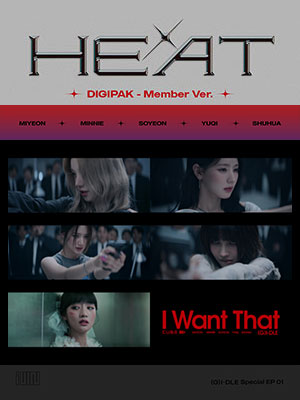 HEAT
DIGIPAK - Member Ver.
MIYEON MINNIE SOYEON YUQI SHUHUA
I Want That
(G)I-DLE
(G)I-DLE Special EP 01